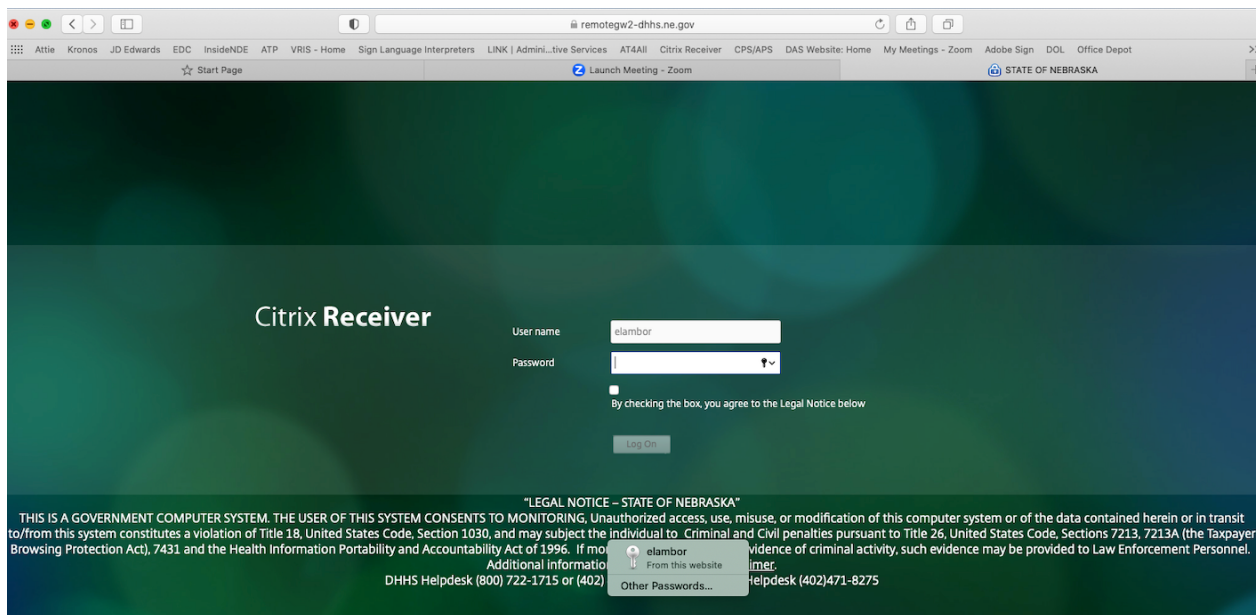 remotegw2-dhhs.ne.gov
Attie Kronos JD Edwards EDC InsideNDE ATP VRIS - Home Sign Language Interpreters LINK | Admini...tive Services AT4All Citrix Receiver CPS/APS DAS Website: Home My Meetings - Zoom Adobe Sign DOL Office Depot
Start Page Launch Meeting - Zoom STATE OF NEBRASKA
Citrix Receiver
User name elambor
Password
By checking the box, you agree to the Legal Notice below
Log On
"LEGAL NOTICE – STATE OF NEBRASKA"
THIS IS A GOVERNMENT COMPUTER SYSTEM. THE USER OF THIS SYSTEM CONSENTS TO MONITORING, Unauthorized access, use, misuse, or modification of this computer system or of the data contained herein or in transit
to/from this system constitutes a violation of Title 18, United States Code, Section 1030, and may subject the individual to Criminal and Civil penalties pursuant to Title 26, United States Code, Sections 7213, 7213A (the Taxpayer
Browsing Protection Act), 7431 and the Health Information Portability and Accountability Act of 1996. If mo vidence of criminal activity, such evidence may be provided to Law Enforcement Personnel.
Additional informatio imer.
DHHS Helpdesk (800) 722-1715 or (402) Helpdesk (402)471-8275
elambor
From this website
Other Passwords...